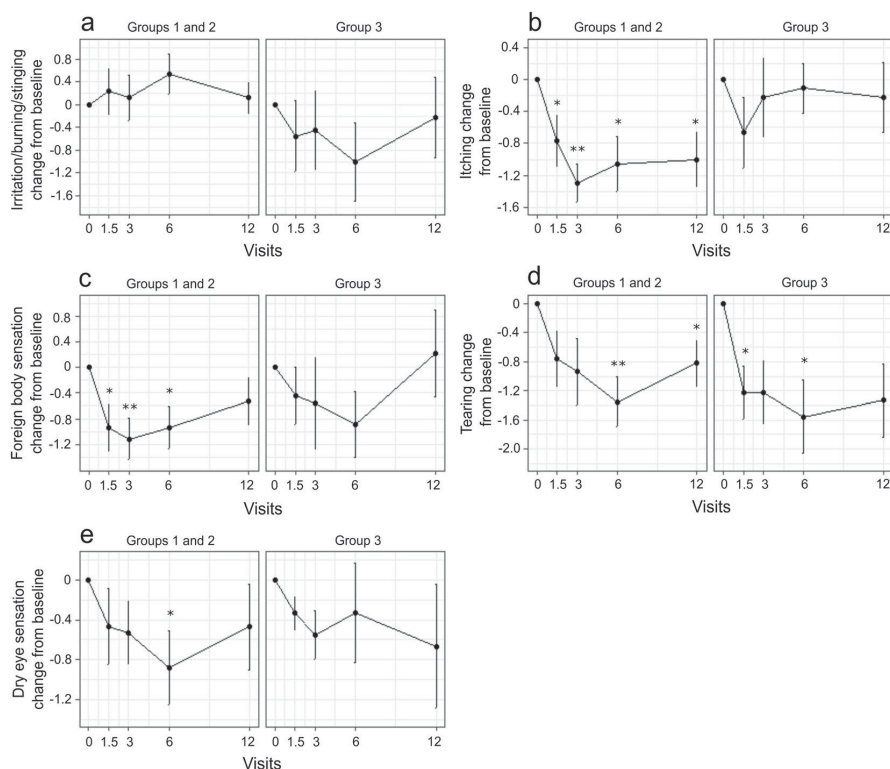 a
Groups 1 and 2
Group 3
Irritation/burning/stinging
change from baseline
0.8
0.4
0
-0.4
-0.8
-1.2
-1.6
0 1.5 3 6 12
0 1.5 3 6 12
Visits
b
Groups 1 and 2
Group 3
Itching change
from baseline
0.4
0
-0.4
-0.8
-1.2
-1.6
*
**
*
*
0 1.5 3 6 12
0 1.5 3 6 12
Visits
c
Groups 1 and 2
Group 3
Foreign body sensation
change from baseline
0.8
0.4
0
-0.4
-0.8
-1.2
*
**
*
0 1.5 3 6 12
0 1.5 3 6 12
Visits
d
Groups 1 and 2
Group 3
Tearing change
from baseline
0
-0.4
-0.8
-1.2
-1.6
-2.0
**
*
*
*
0 1.5 3 6 12
0 1.5 3 6 12
Visits
e
Groups 1 and 2
Group 3
Dry eye sensation
change from baseline
0
-0.4
-0.8
-1.2
*
0 1.5 3 6 12
0 1.5 3 6 12
Visits